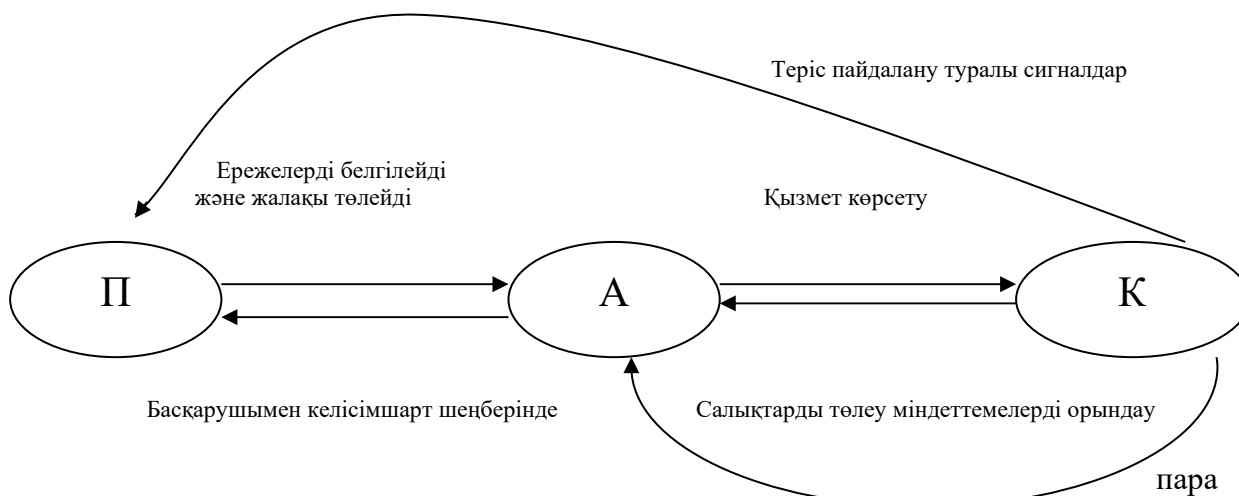 Теріс пайдалану туралы сигналдар
Ережелерді белгілейді
және жалақы төлейді
Қызмет көрсету
П
А
К
Басқарушымен келісімшарт шеңберінде
Салықтарды төлеу міндеттемелерді орындау
пара